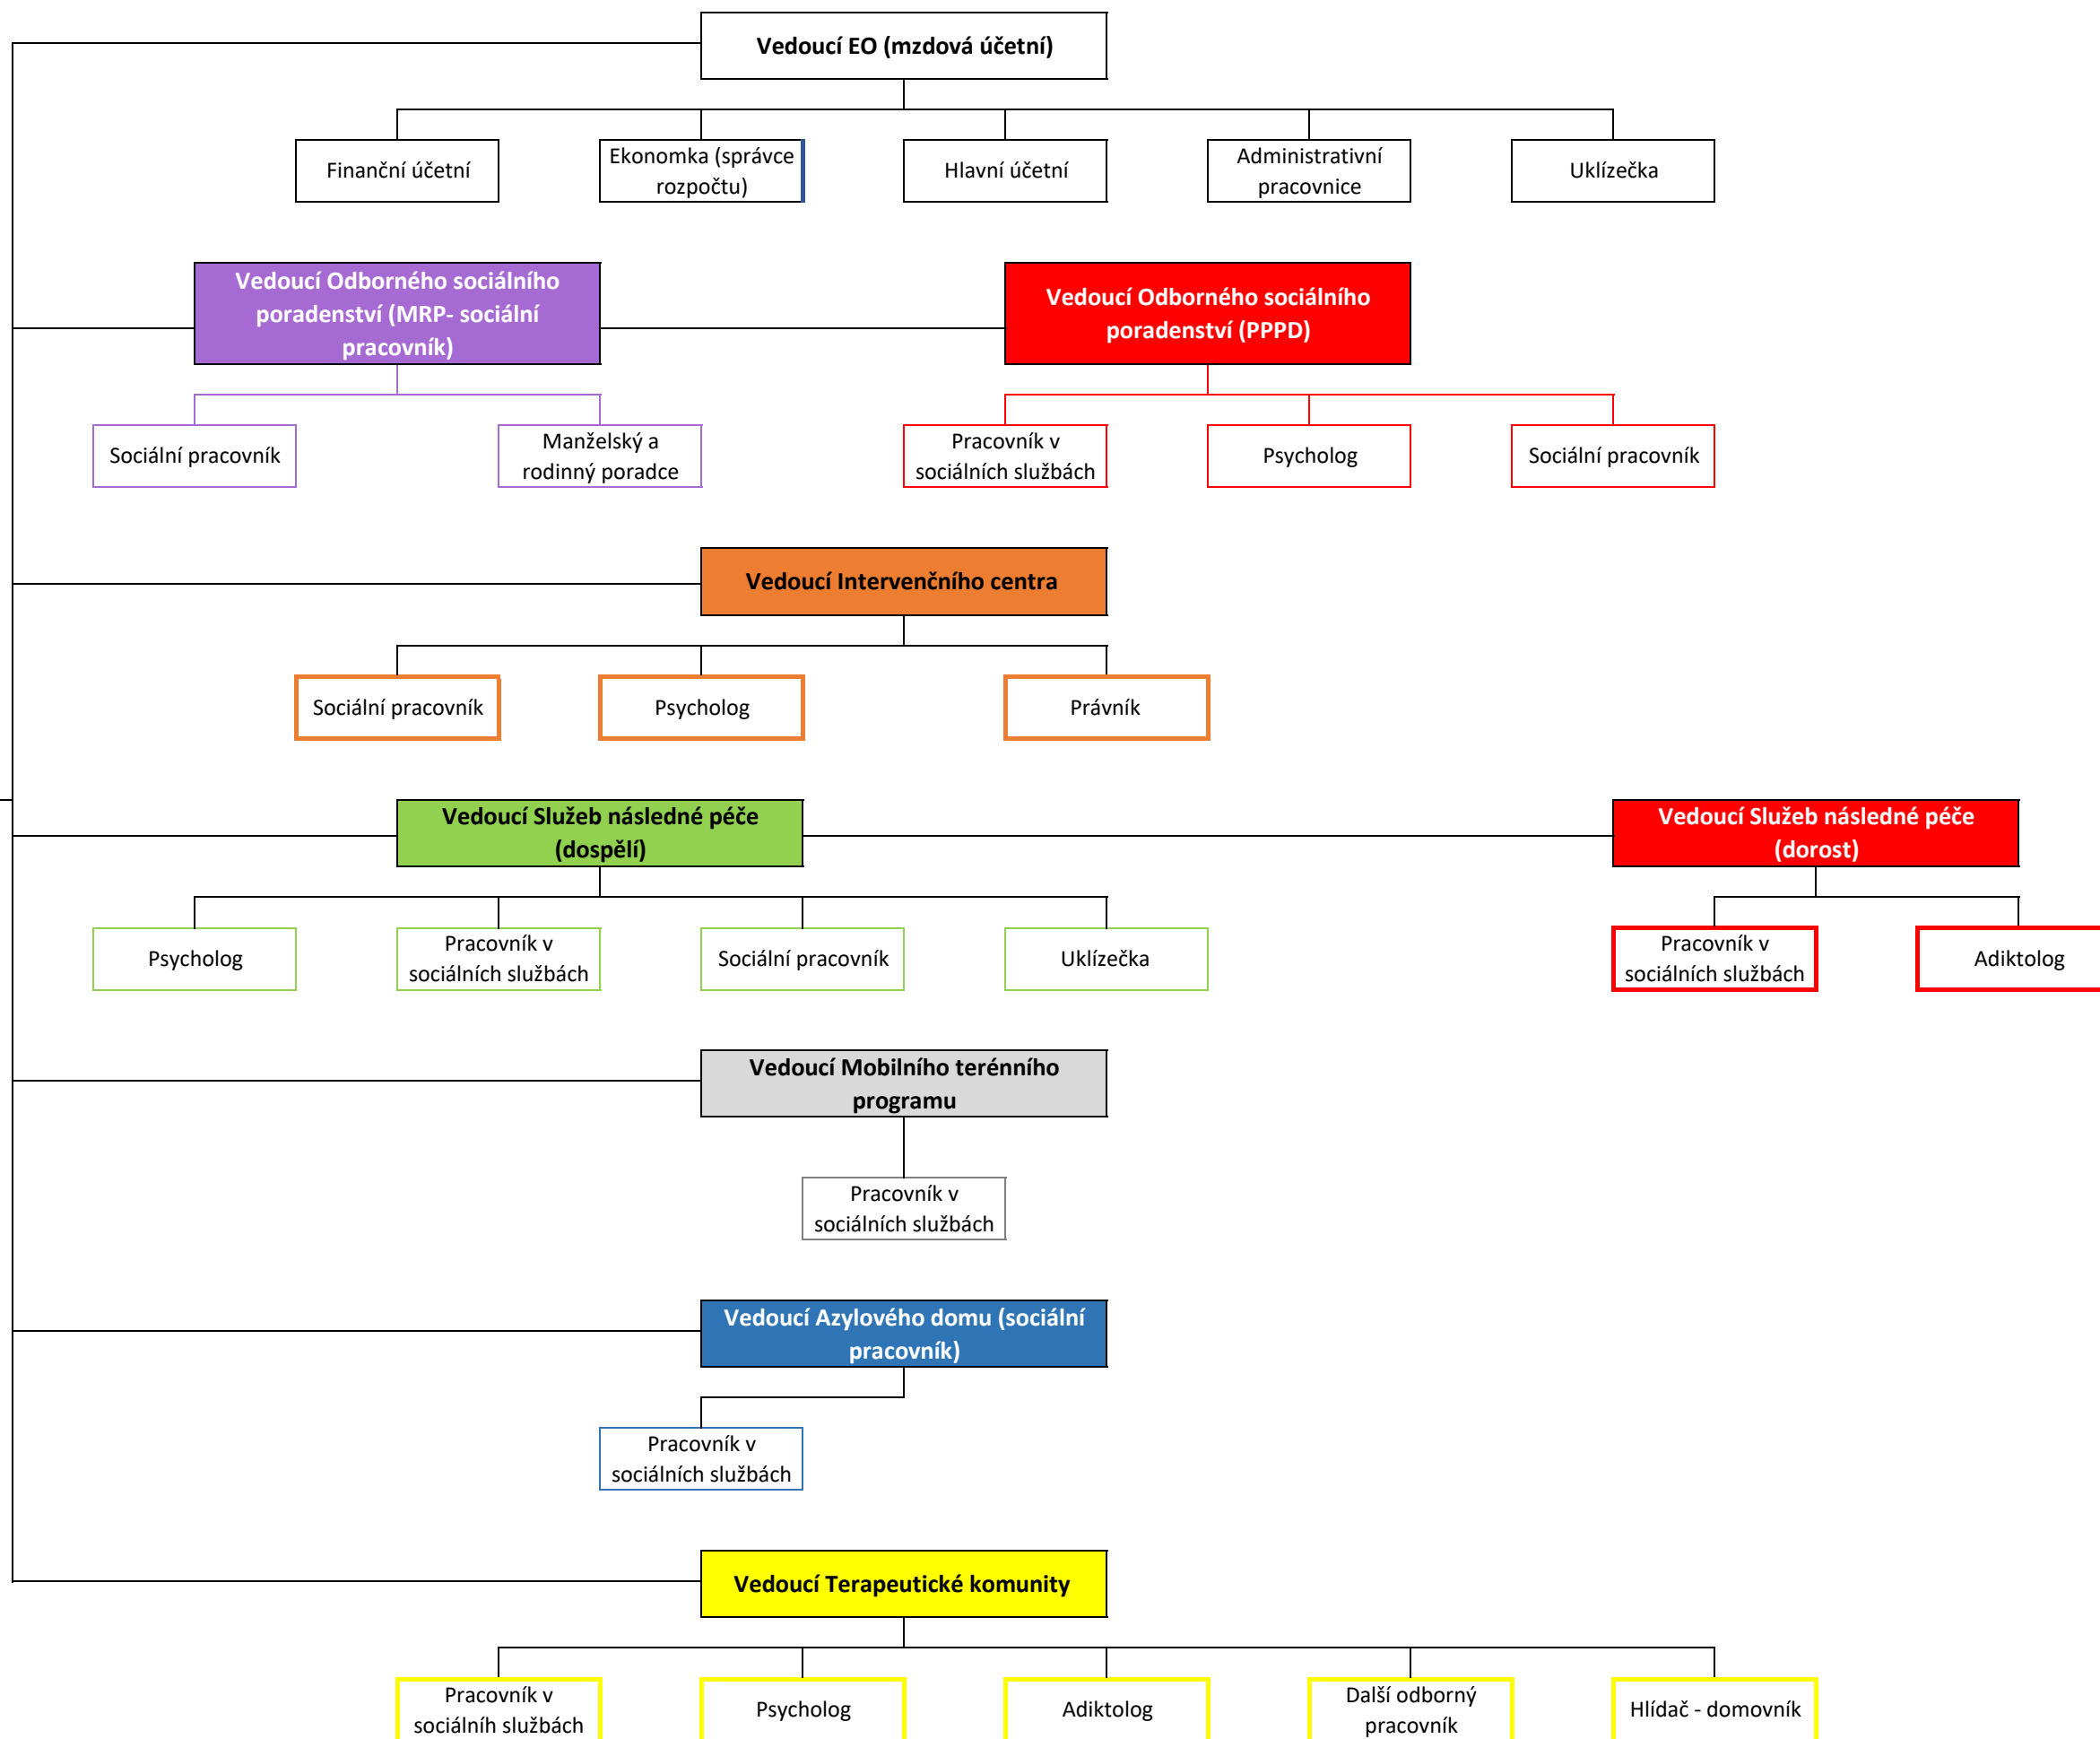 Vedoucí EO (mzdová účetní)
Finanční účetní
Ekonomka (správce
rozpočtu)
Hlavní účetní
Administrativní
pracovnice
Uklízečka
Vedoucí Odborného sociálního
poradenství (MRP- sociální
pracovník)
Vedoucí Odborného sociálního
poradenství (PPPD)
Sociální pracovník
Manželský a
rodinný poradce
Pracovník v
sociálních službách
Psycholog
Sociální pracovník
Vedoucí Intervenčního centra
Sociální pracovník
Psycholog
Právník
Vedoucí Služeb následné péče
(dospělí)
Vedoucí Služeb následné péče
(dorost)
Psycholog
Pracovník v
sociálních službách
Sociální pracovník
Uklízečka
Pracovník v
sociálních službách
Adiktolog
Vedoucí Mobilního terénního
programu
Pracovník v
sociálních službách
Vedoucí Azylového domu (sociální
pracovník)
Pracovník v
sociálních službách
Vedoucí Terapeutické komunity
Pracovník v
sociálníh službách
Psycholog
Adiktolog
Další odborný
pracovník
Hlídač - domovník